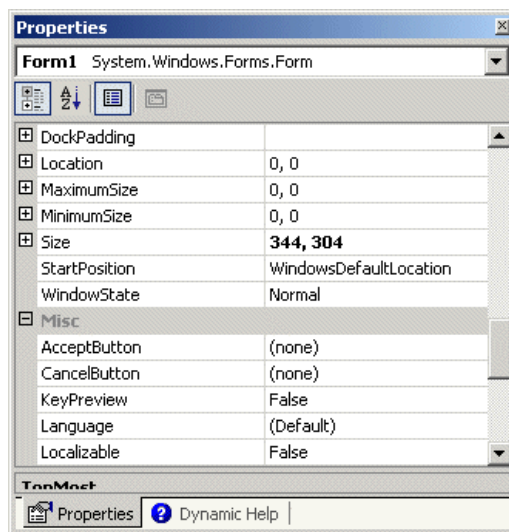 Properties
Form1 System.Windows.Forms.Form
DockPadding
Location 0, 0
MaximumSize 0, 0
MinimumSize 0, 0
Size 344, 304
StartPosition WindowsDefaultLocation
WindowState Normal
Misc
AcceptButton (none)
CancelButton (none)
KeyPreview False
Language (Default)
Localizable False
TopMost
Properties Dynamic Help